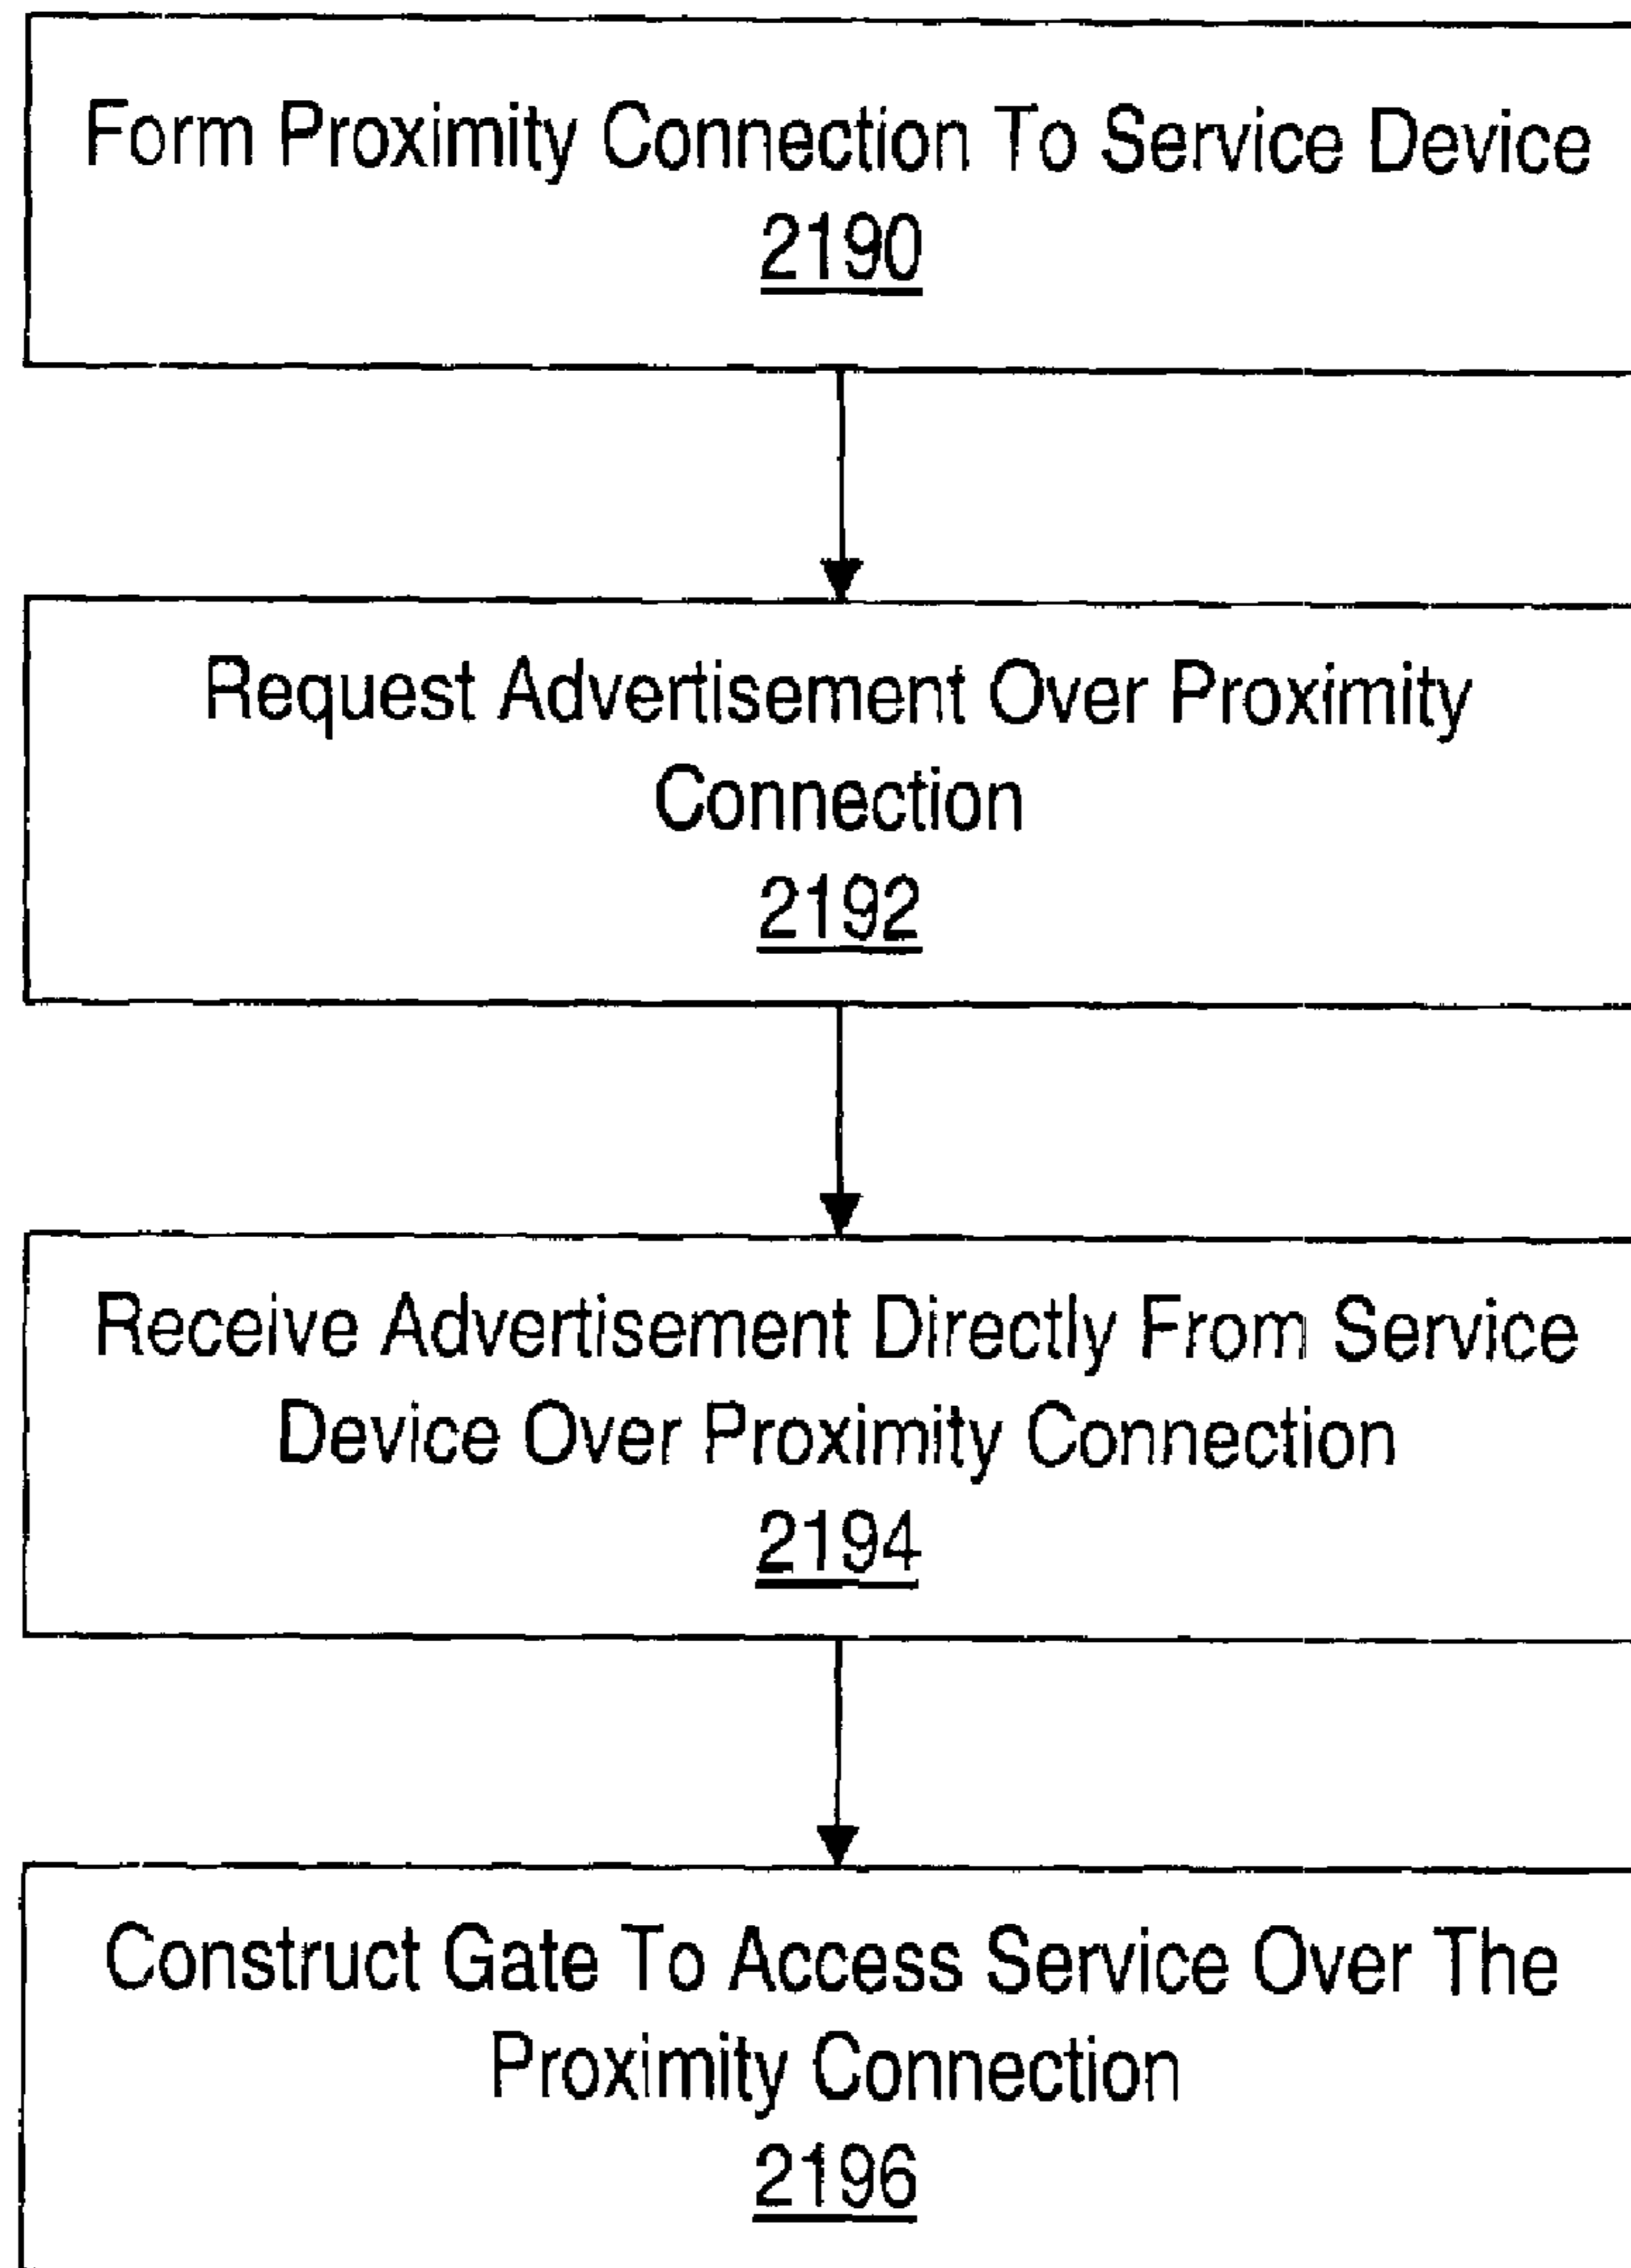 Form Proximity Connection To Service Device
2190
Request Advertisement Over Proximity
Connection
2192
Receive Advertisement Directly From Service
Device Over Proximity Connection
2194
Construct Gate To Access Service Over The
Proximity Connection
2196